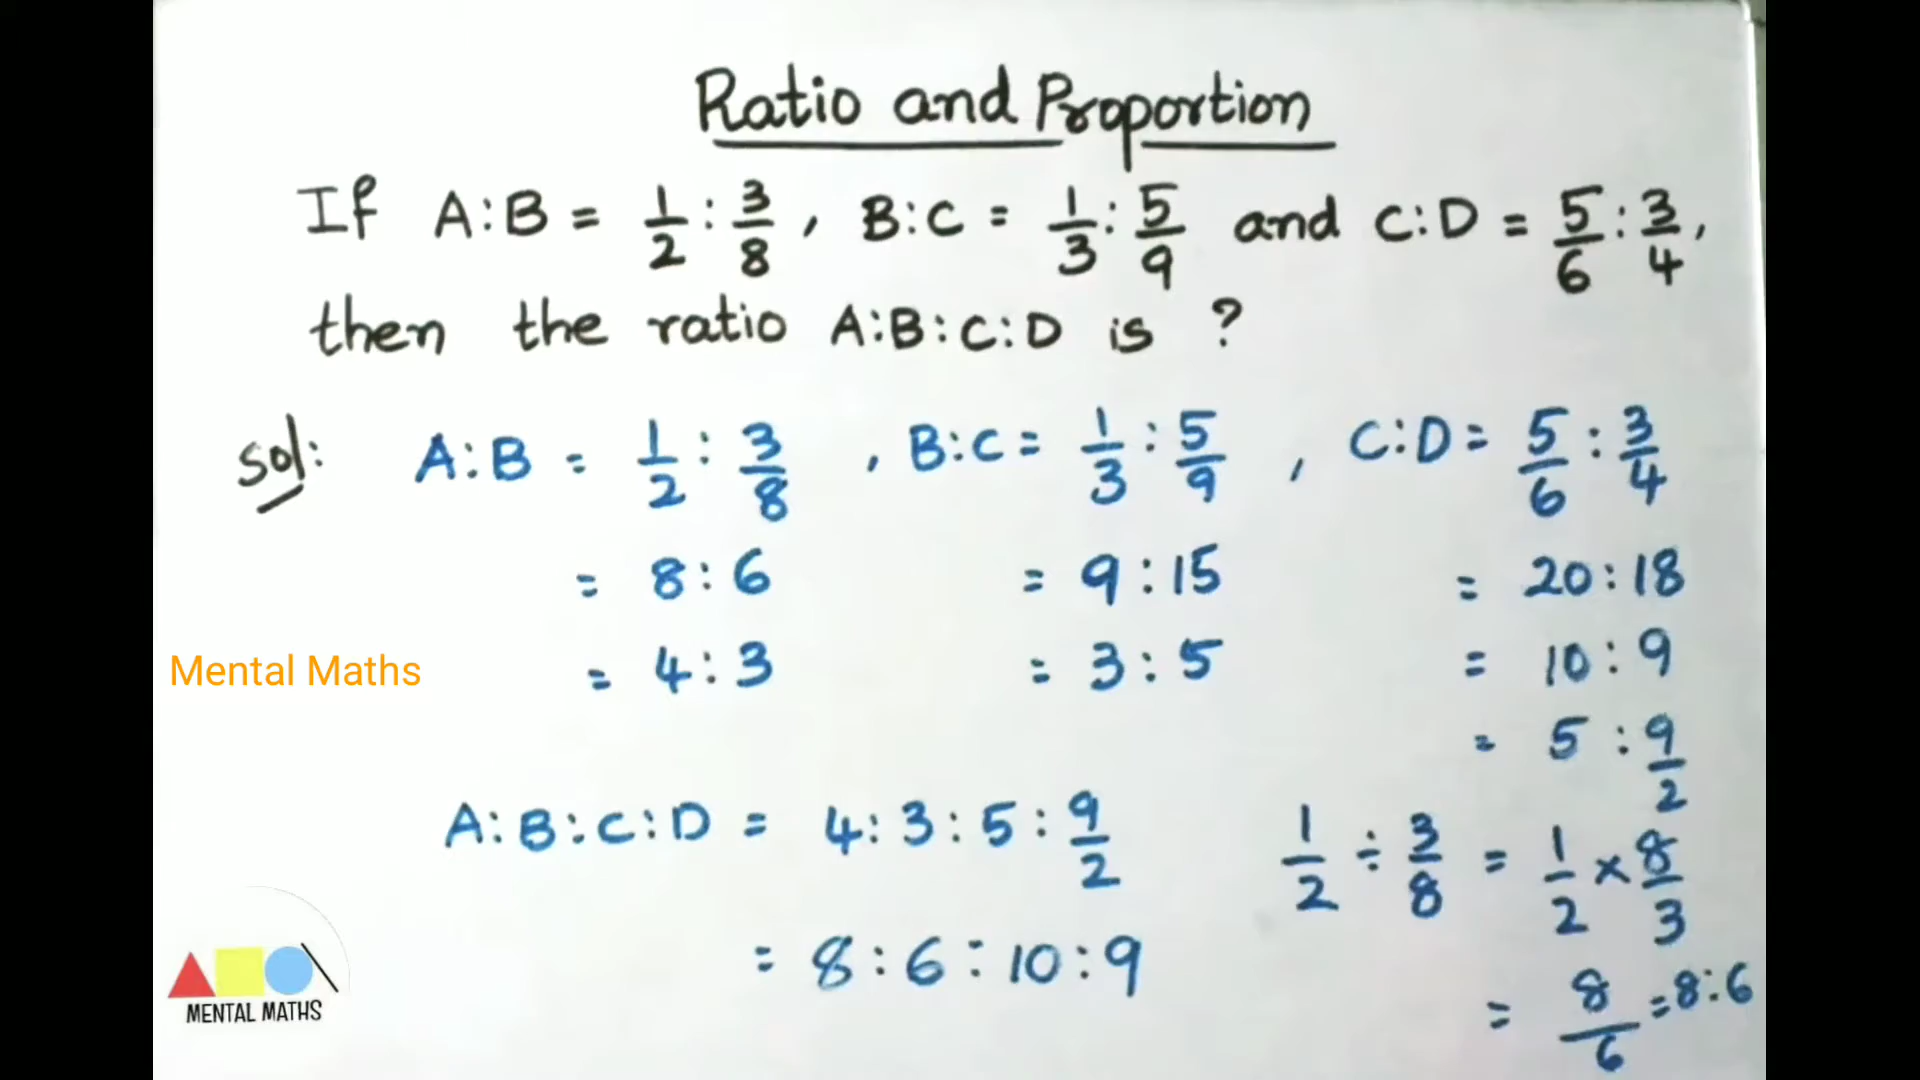 Ratio and Proportion
If A:B = 1/2 : 3/8, B:C = 1/3 : 5/9 and C:D = 5/6 : 3/4,
then the ratio A:B:C:D is ?
Sol: A:B = 1/2 : 3/8 , B:C = 1/3 : 5/9 , C:D = 5/6 : 3/4
= 8:6 = 9:15 = 20:18
Mental Maths = 4:3 = 3:5 = 10:9
= 5 : 9/2
A:B:C:D = 4:3:5:9/2 1/2 ÷ 3/8 = 1/2 × 8/3
= 8:6:10:9 = 8/6 = 8:6
MENTAL MATHS